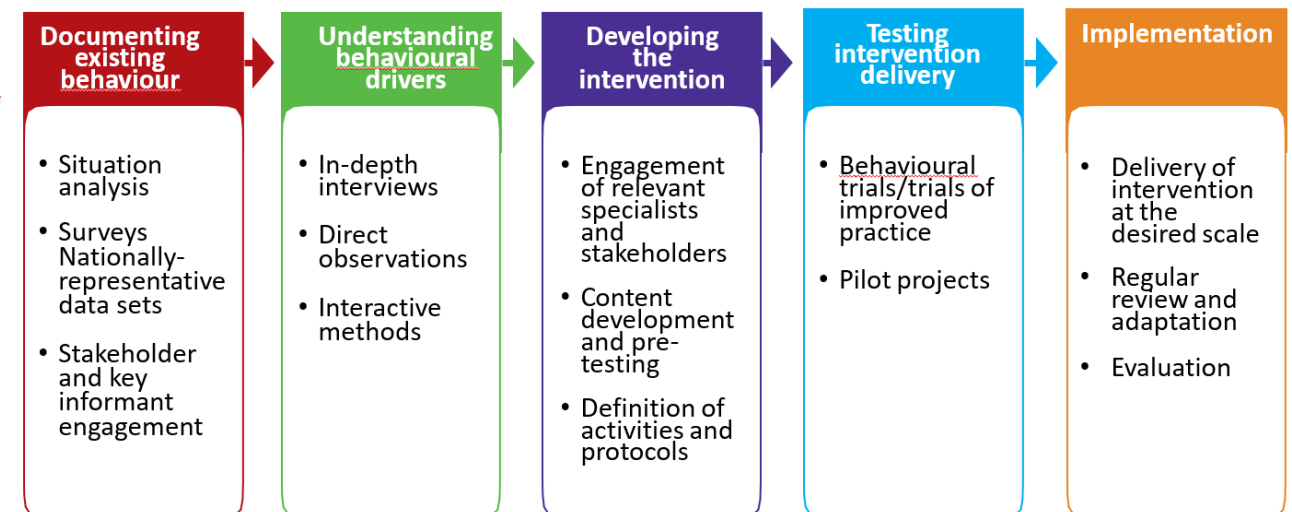 Documenting
existing
behaviour
• Situation
analysis
• Surveys
Nationally-
representative
data sets
• Stakeholder
and key
informant
engagement
Understanding
behavioural
drivers
• In-depth
interviews
• Direct
observations
• Interactive
methods
Developing
the
intervention
• Engagement
of relevant
specialists
and
stakeholders
• Content
development
and pre-
testing
• Definition of
activities and
protocols
Testing
intervention
delivery
• Behavioural
trials/trials of
improved
practice
• Pilot projects
Implementation
• Delivery of
intervention
at the
desired scale
• Regular
review and
adaptation
• Evaluation